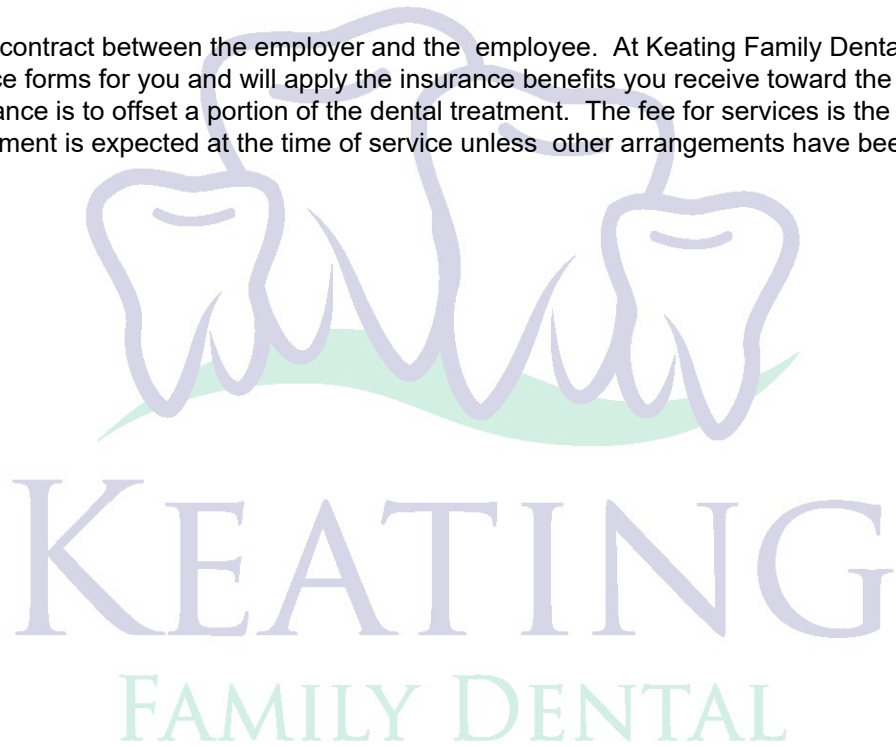 contract between the employer and the employee. At Keating Family Denta
ce forms for you and will apply the insurance benefits you receive toward the
ance is to offset a portion of the dental treatment. The fee for services is the
ment is expected at the time of service unless other arrangements have bee
KEATING
FAMILY DENTAL